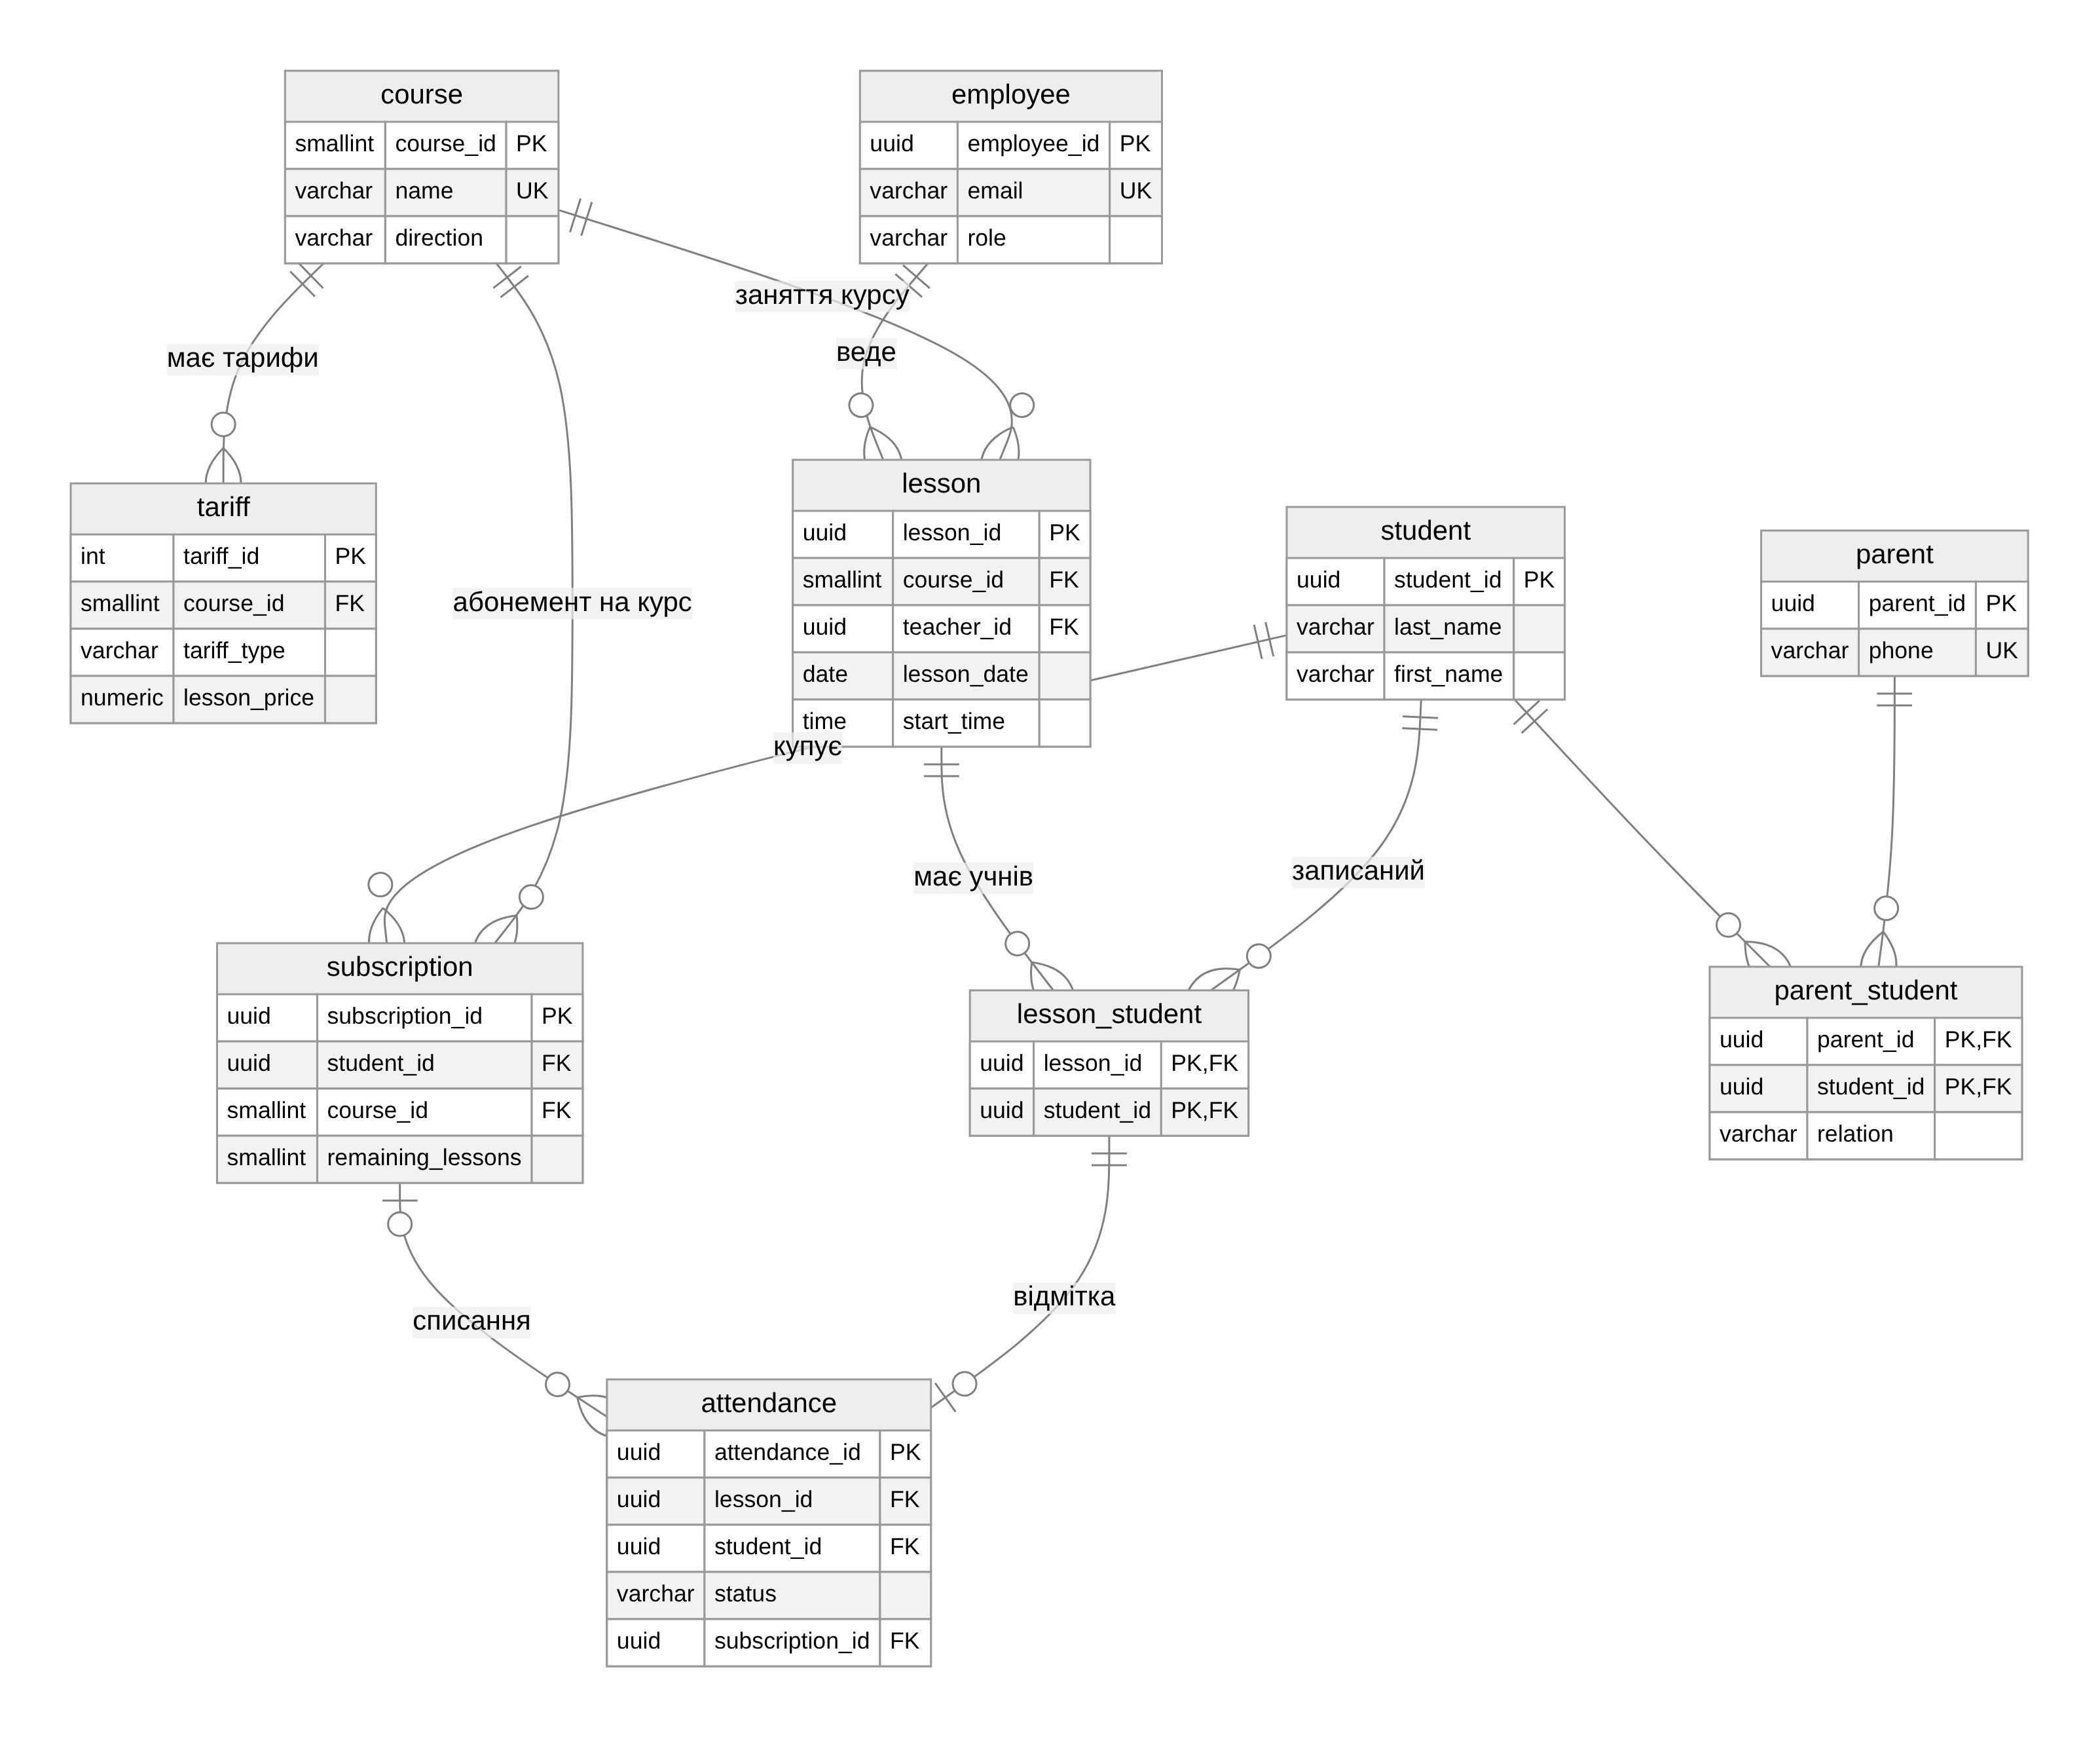 course
smallint course_id PK
varchar name UK
varchar direction
employee
uuid employee_id PK
varchar email UK
varchar role
заняття курсу
веде
має тарифи
tariff
int tariff_id PK
smallint course_id FK
varchar tariff_type
numeric lesson_price
абонемент на курс
lesson
uuid lesson_id PK
smallint course_id FK
uuid teacher_id FK
date lesson_date
time start_time
student
uuid student_id PK
varchar last_name
varchar first_name
parent
uuid parent_id PK
varchar phone UK
купує
має учнів
записаний
subscription
uuid subscription_id PK
uuid student_id FK
smallint course_id FK
smallint remaining_lessons
lesson_student
uuid lesson_id PK,FK
uuid student_id PK,FK
parent_student
uuid parent_id PK,FK
uuid student_id PK,FK
varchar relation
списання
відмітка
attendance
uuid attendance_id PK
uuid lesson_id FK
uuid student_id FK
varchar status
uuid subscription_id FK